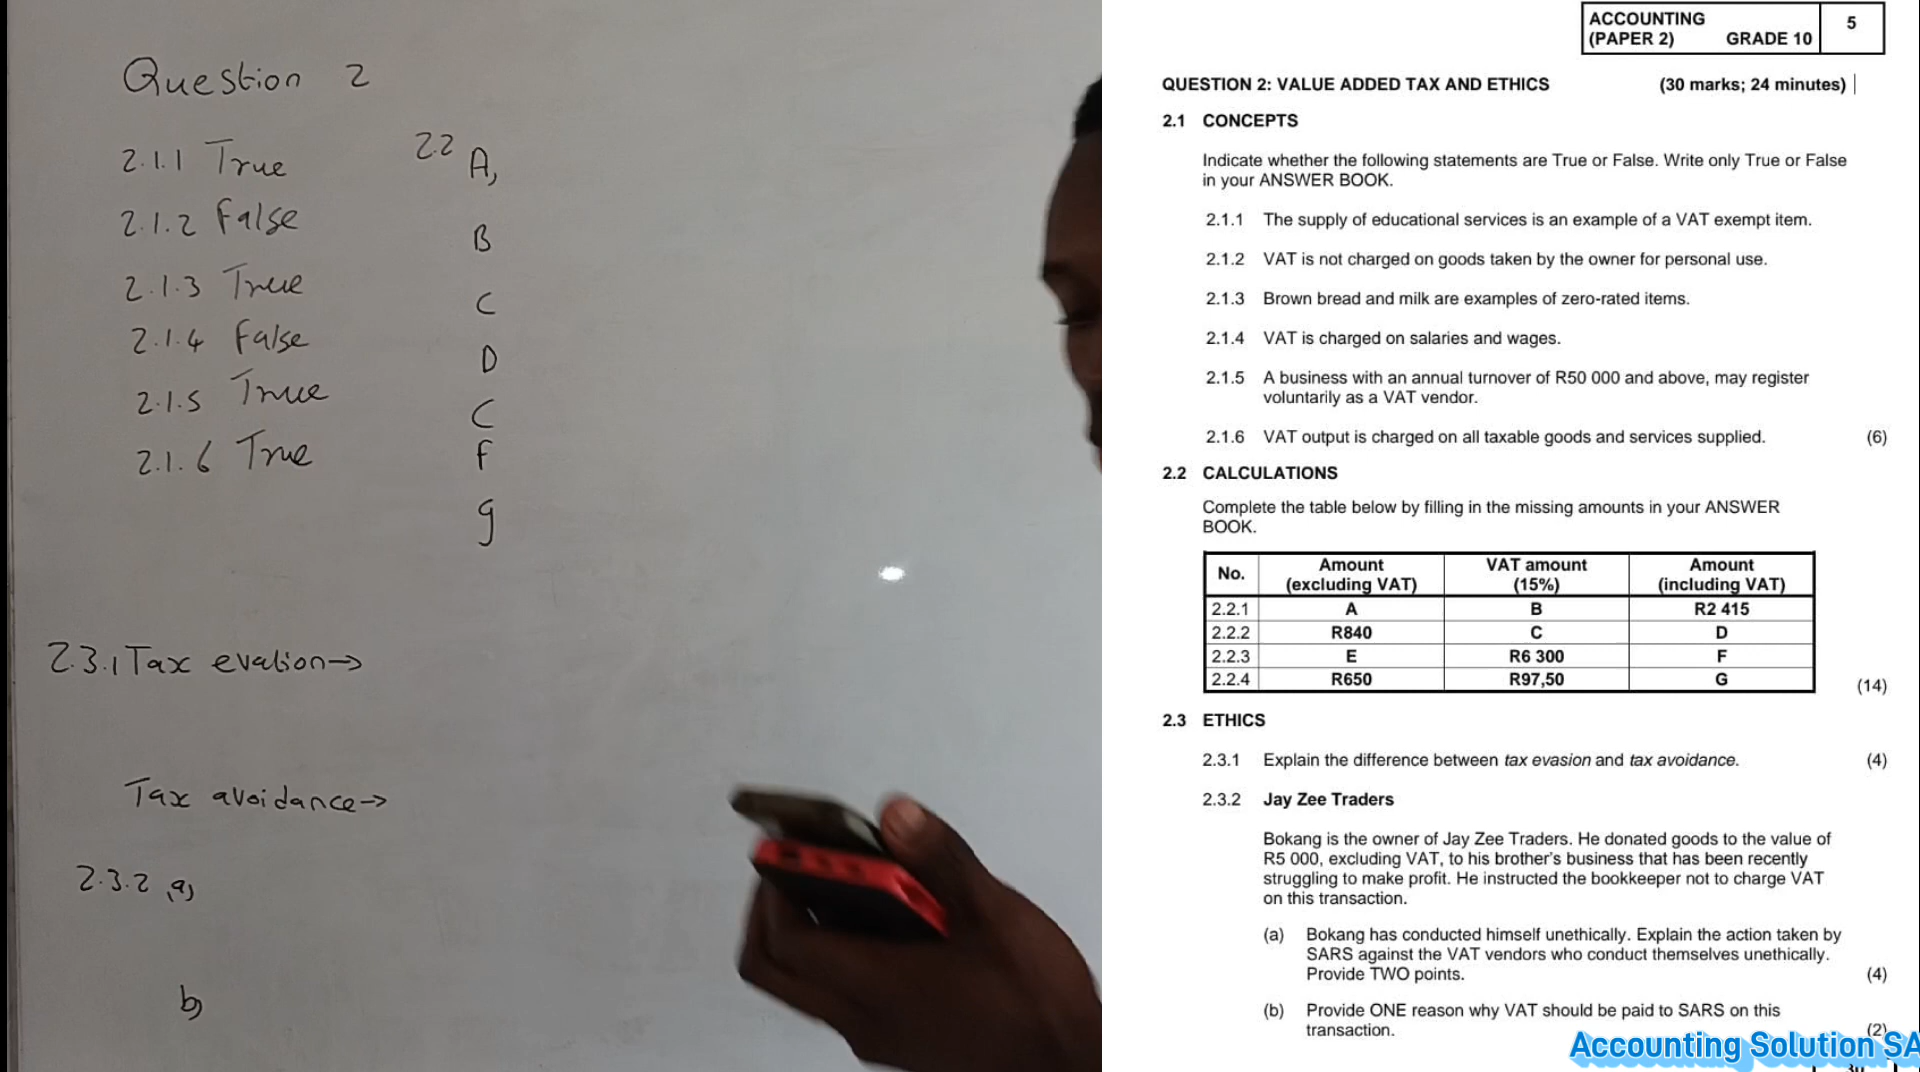 Question 2
2.1.1 True
2.1.2 False
2.1.3 True
2.1.4 False
2.1.5 True
2.1.6 True
2.2 A,
B
C
D
C
F
g
2.3.1 Tax evation→
Tax avoidance→
2.3.2 ,a,
b,
ACCOUNTING
(PAPER 2) GRADE 10
5
QUESTION 2: VALUE ADDED TAX AND ETHICS (30 marks; 24 minutes)
2.1 CONCEPTS
Indicate whether the following statements are True or False. Write only True or False
in your ANSWER BOOK.
2.1.1 The supply of educational services is an example of a VAT exempt item.
2.1.2 VAT is not charged on goods taken by the owner for personal use.
2.1.3 Brown bread and milk are examples of zero-rated items.
2.1.4 VAT is charged on salaries and wages.
2.1.5 A business with an annual turnover of R50 000 and above, may register
voluntarily as a VAT vendor.
2.1.6 VAT output is charged on all taxable goods and services supplied. (6)
2.2 CALCULATIONS
Complete the table below by filling in the missing amounts in your ANSWER
BOOK.
No. Amount (excluding VAT) VAT amount (15%) Amount (including VAT)
2.2.1 A B R2 415
2.2.2 R840 C D
2.2.3 E R6 300 F
2.2.4 R650 R97,50 G
(14)
2.3 ETHICS
2.3.1 Explain the difference between tax evasion and tax avoidance. (4)
2.3.2 Jay Zee Traders
Bokang is the owner of Jay Zee Traders. He donated goods to the value of
R5 000, excluding VAT, to his brother's business that has been recently
struggling to make profit. He instructed the bookkeeper not to charge VAT
on this transaction.
(a) Bokang has conducted himself unethically. Explain the action taken by
SARS against the VAT vendors who conduct themselves unethically.
Provide TWO points. (4)
(b) Provide ONE reason why VAT should be paid to SARS on this
transaction. (2)
Accounting Solution SA